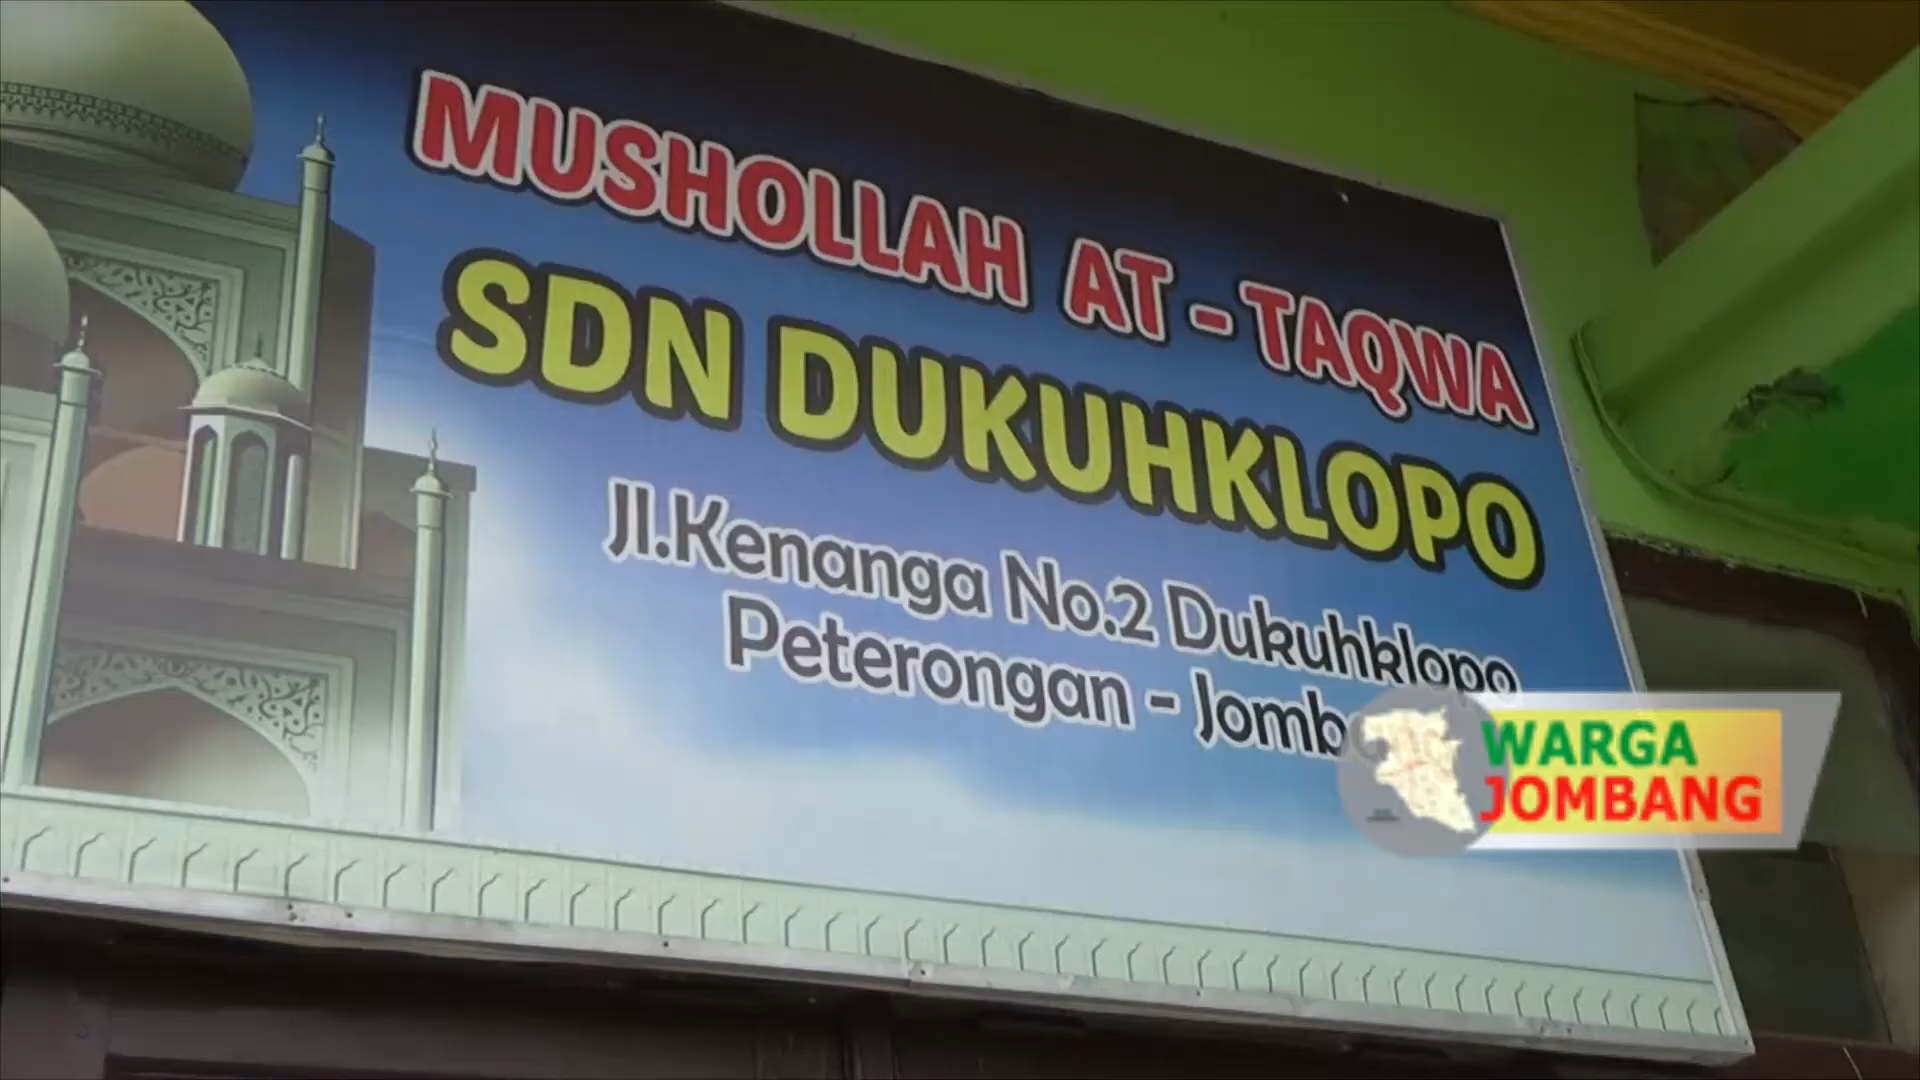 MUSHOLLAH AT - TAQWA
SDN DUKUHKLOPO
Jl.Kenanga No.2 Dukuhklopo
Peterongan -
WARGA
JOMBANG